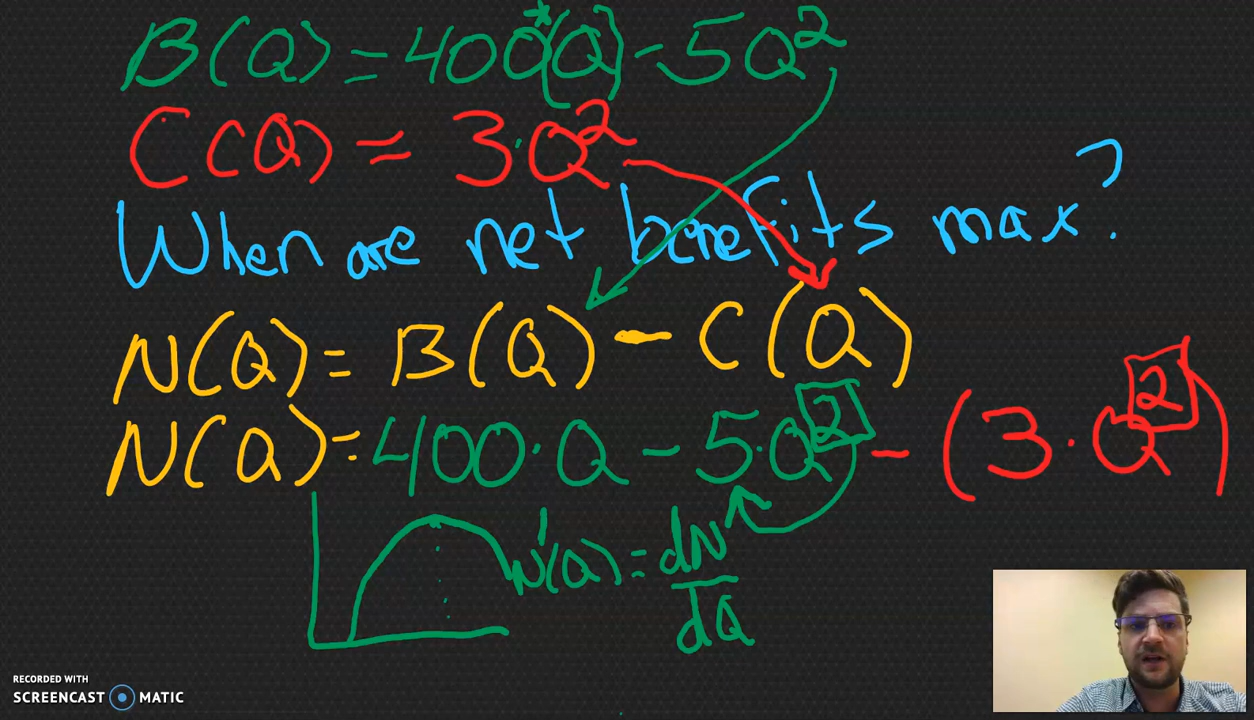 B(Q) = 400*(Q) - 5Q²
C(Q) = 3·Q²
When are net benefits max?
N(Q) = B(Q) - C(Q)
N(Q) = 400·Q - 5·Q² - (3·Q²)
N'(Q) = dN/dQ
RECORDED WITH
SCREENCAST MATIC